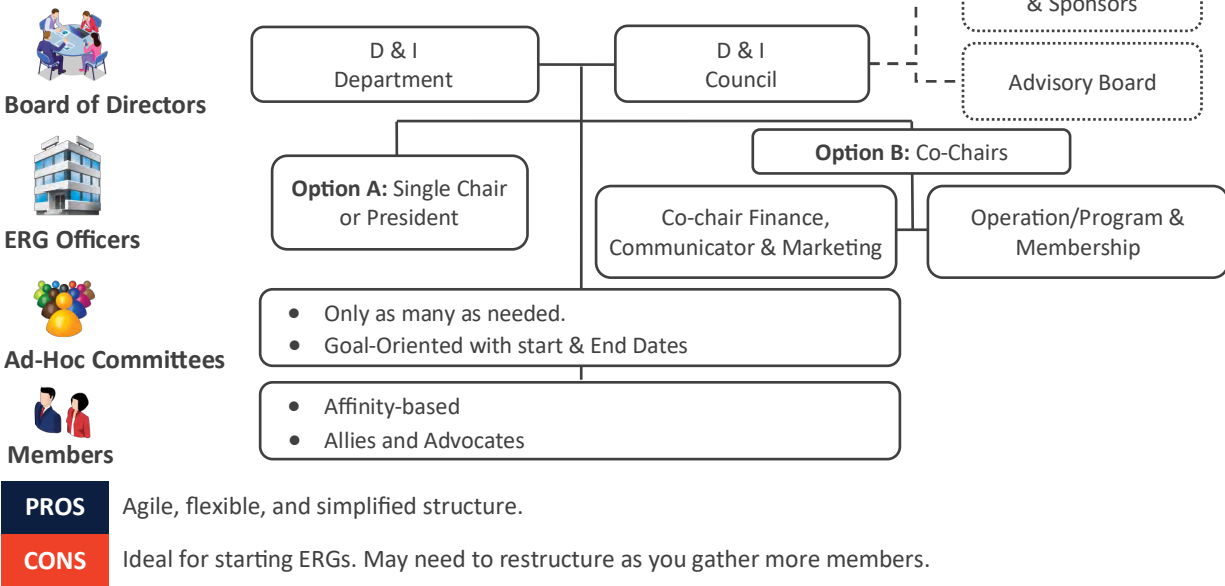 & Sponsors
D & I
Department
D & I
Council
Advisory Board
Board of Directors
Option B: Co-Chairs
Option A: Single Chair
or President
Co-chair Finance,
Communicator & Marketing
Operation/Program &
Membership
ERG Officers
• Only as many as needed.
• Goal-Oriented with start & End Dates
Ad-Hoc Committees
• Affinity-based
• Allies and Advocates
Members
PROS Agile, flexible, and simplified structure.
CONS Ideal for starting ERGs. May need to restructure as you gather more members.